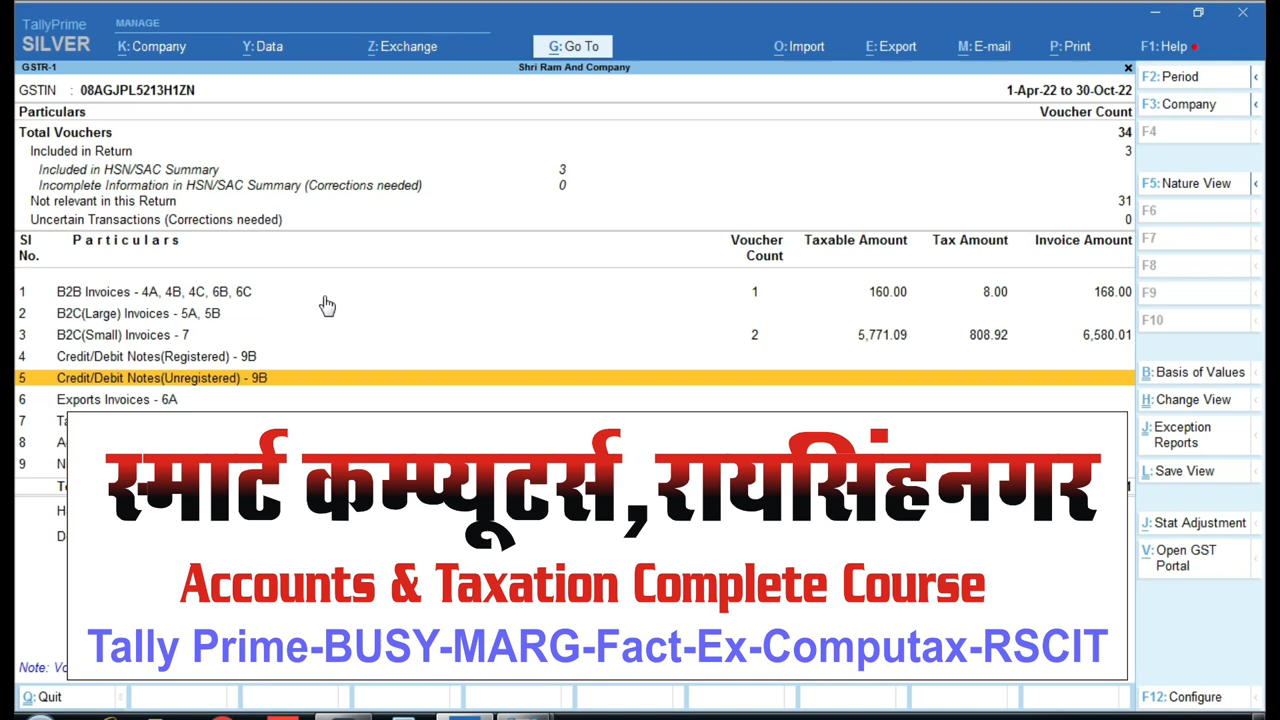 TallyPrime
MANAGE
SILVER
K: Company
Y: Data
Z: Exchange
G: Go To
O: Import
E: Export
M: E-mail
P: Print
F1: Help
GSTR-1
Shri Ram And Company
GSTIN : 08AGJPL5213H1ZN
1-Apr-22 to 30-Oct-22
Particulars Voucher Count
Total Vouchers 34
Included in Return 3
Included in HSN/SAC Summary 3
Incomplete Information in HSN/SAC Summary (Corrections needed) 0
Not relevant in this Return 31
Uncertain Transactions (Corrections needed) 0
Sl No. Particulars Voucher Count Taxable Amount Tax Amount Invoice Amount
1 B2B Invoices - 4A, 4B, 4C, 6B, 6C 1 160.00 8.00 168.00
2 B2C(Large) Invoices - 5A, 5B
3 B2C(Small) Invoices - 7 2 5,771.09 808.92 6,580.01
4 Credit/Debit Notes(Registered) - 9B
5 Credit/Debit Notes(Unregistered) - 9B
6 Exports Invoices - 6A
7
8
9
स्मार्ट कम्प्यूटर्स,रायसिंहनगर
Accounts & Taxation Complete Course
Tally Prime-BUSY-MARG-Fact-Ex-Computax-RSCIT
Note:
Q: Quit
F2: Period
F3: Company
F4
F5: Nature View
F6
F7
F8
F9
F10
B: Basis of Values
H: Change View
J: Exception
Reports
L: Save View
J: Stat Adjustment
V: Open GST
Portal
F12: Configure